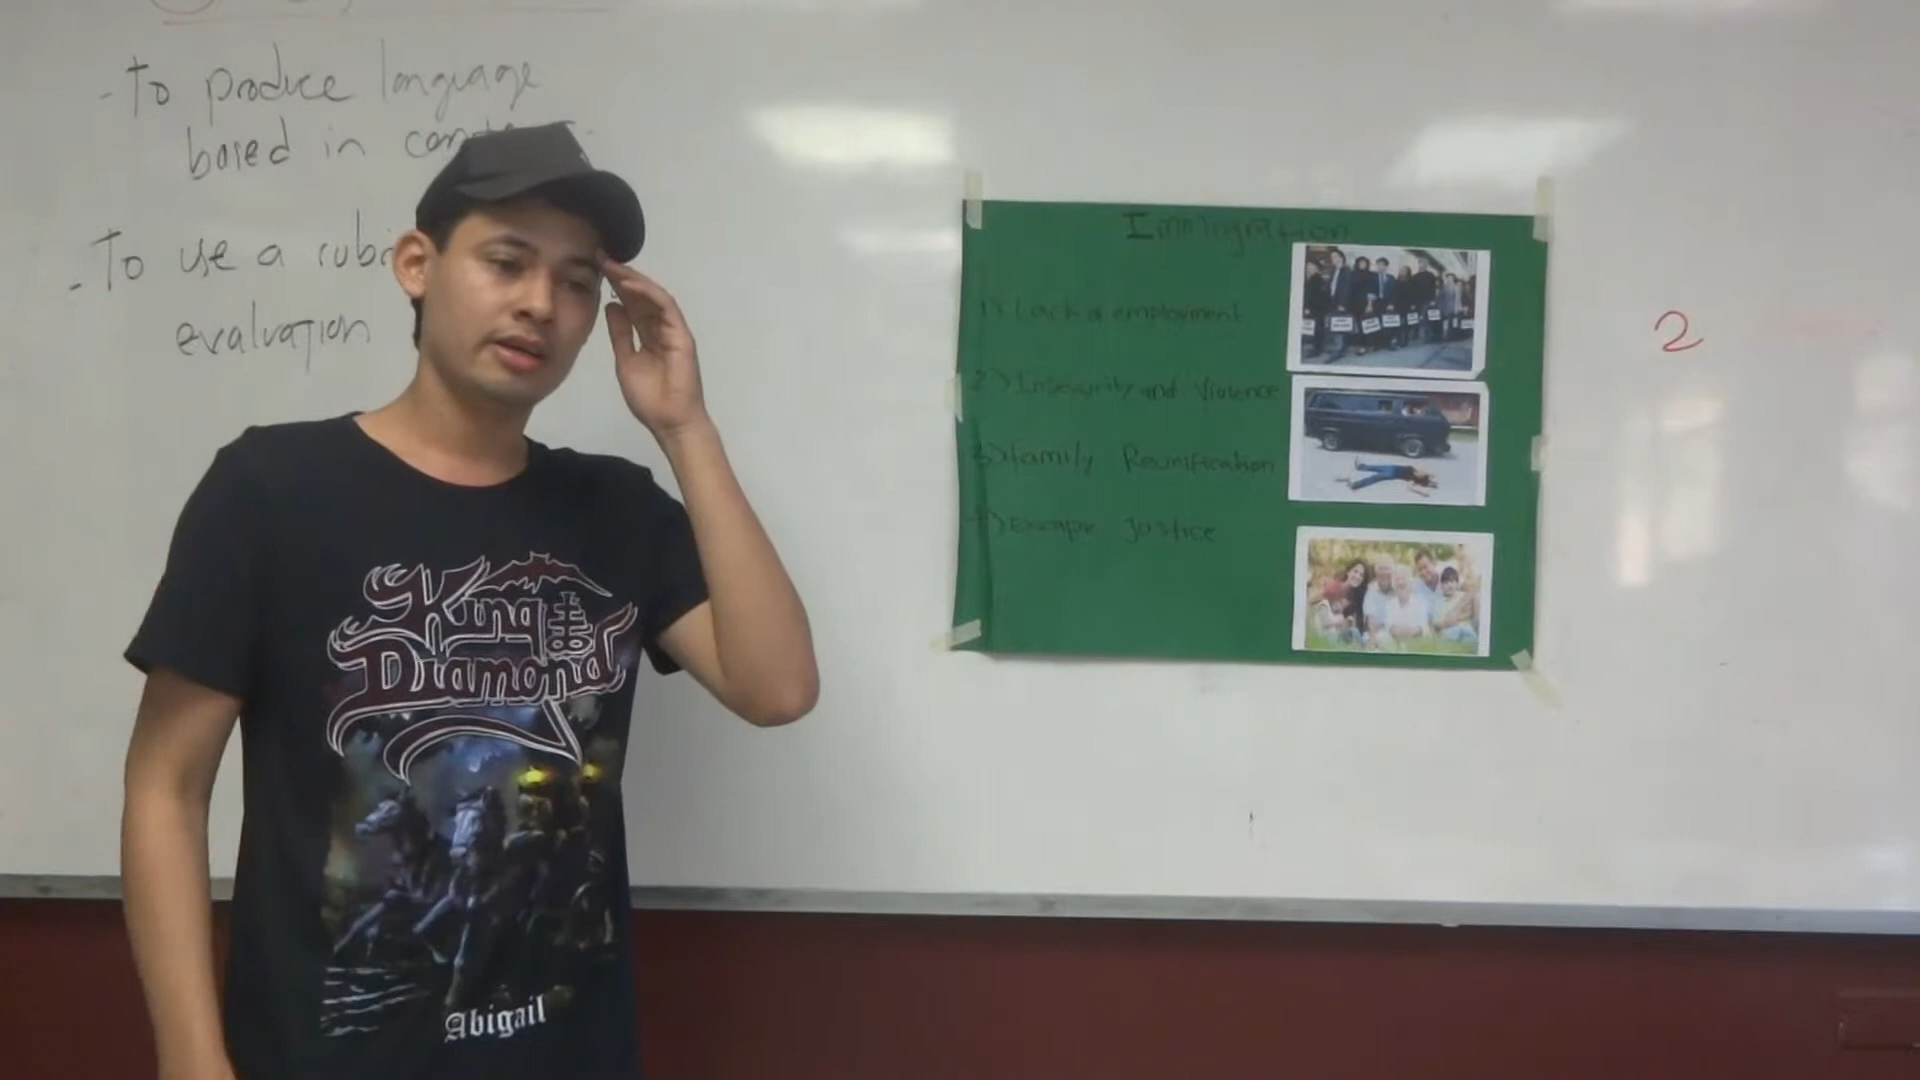 - To produce language
based in
- To use a rubri
evaluation
Immigration
1) Lack of employment
2) Insecurity and Violence
3) family Reunification
4) Escape Justice
2
King
Diamond
Abigail